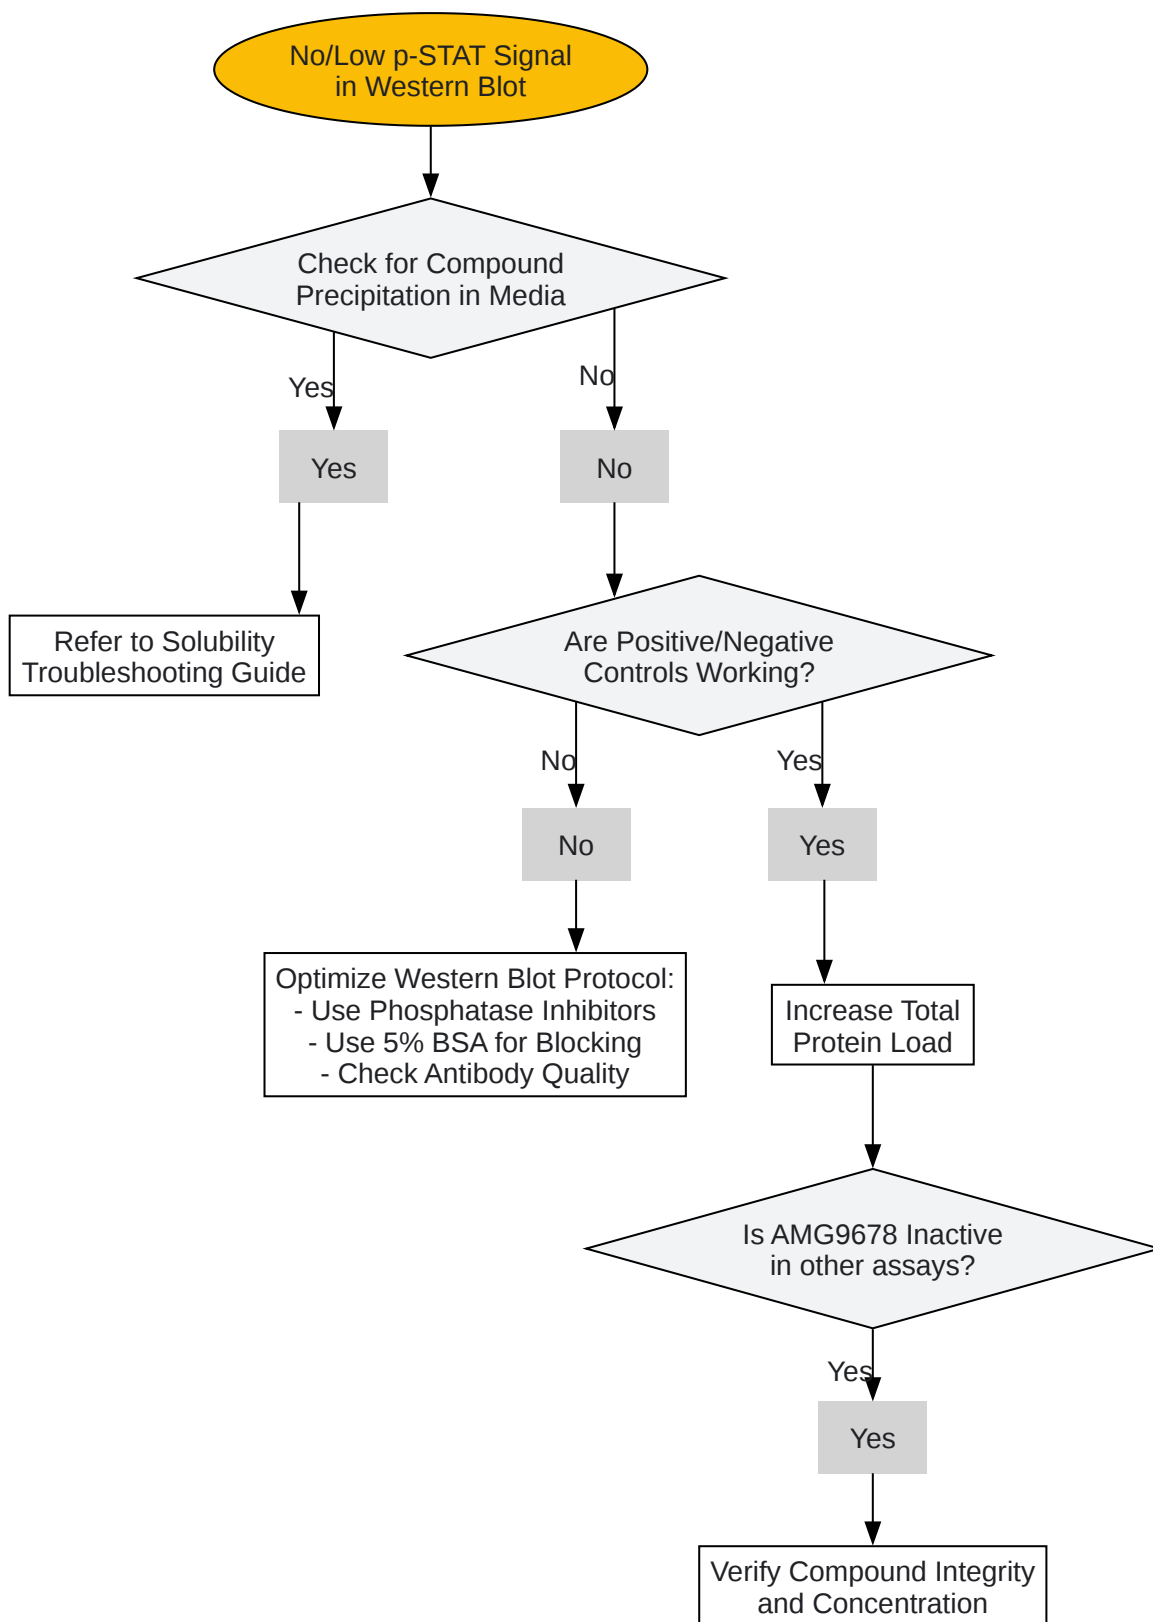 No/Low p-STAT Signal
in Western Blot
Check for Compound
Precipitation in Media
Yes
No
Yes
No
Refer to Solubility
Troubleshooting Guide
Are Positive/Negative
Controls Working?
No
Yes
No
Yes
Optimize Western Blot Protocol:
- Use Phosphatase Inhibitors
- Use 5% BSA for Blocking
- Check Antibody Quality
Increase Total
Protein Load
Is AMG9678 Inactive
in other assays?
Yes
Yes
Verify Compound Integrity
and Concentration